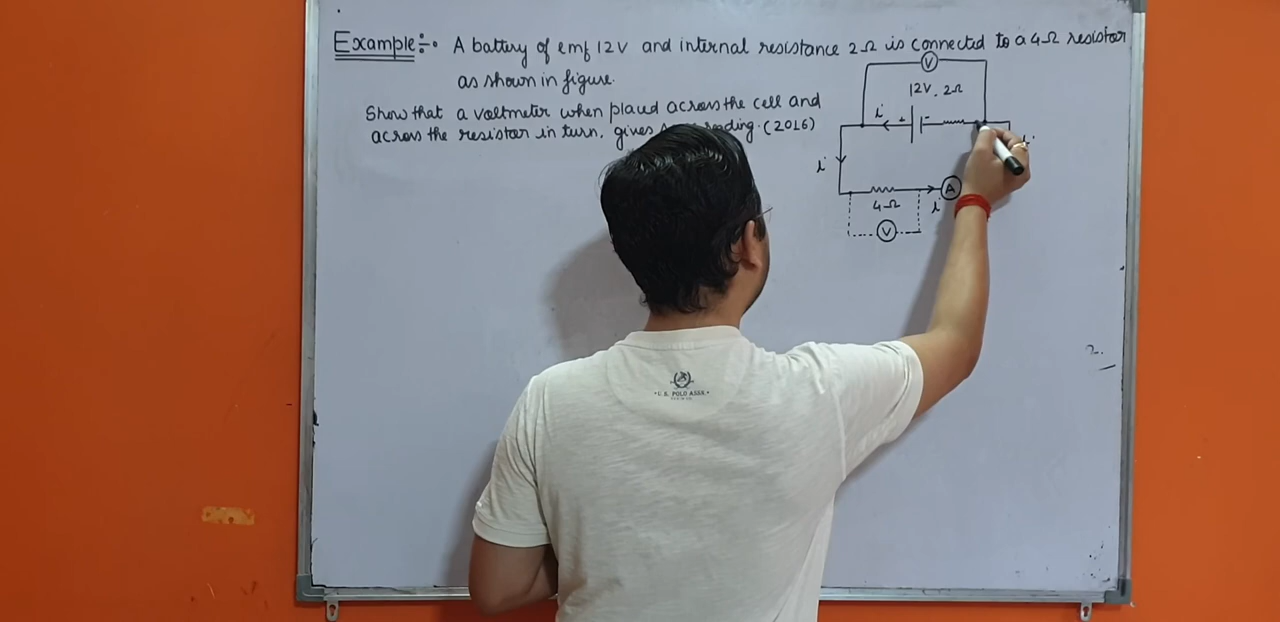 Example:- A battery of emf 12V and internal resistance 2Ω is connected to a 4Ω resistor
as shown in figure.
Show that a voltmeter when placed across the cell and
across the resistor in turn, gives reading. (2016)
V
12V, 2Ω
i
+ -
i
i
4Ω
i
A
V
2.
U.S. POLO ASSN.